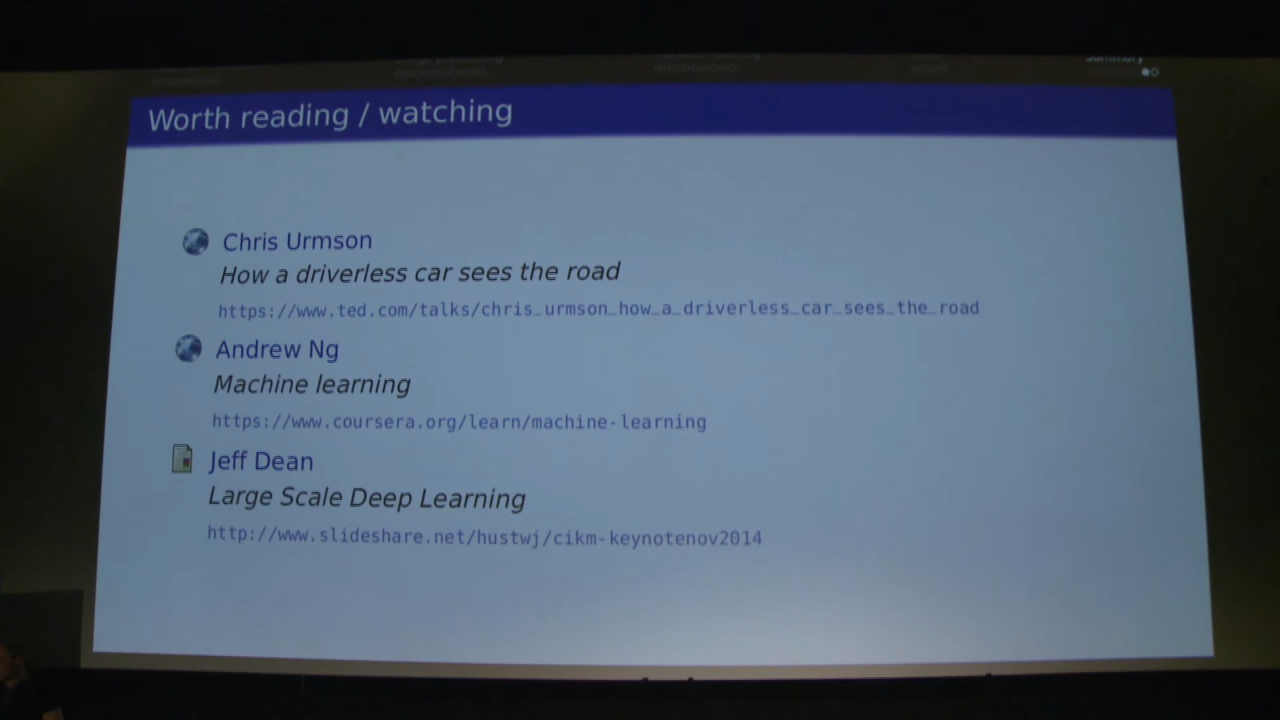 Summary
Worth reading / watching
Chris Urmson
How a driverless car sees the road
https://www.ted.com/talks/chris_urmson_how_a_driverless_car_sees_the_road
Andrew Ng
Machine learning
https://www.coursera.org/learn/machine-learning
Jeff Dean
Large Scale Deep Learning
http://www.slideshare.net/hustwj/cikm-keynotenov2014